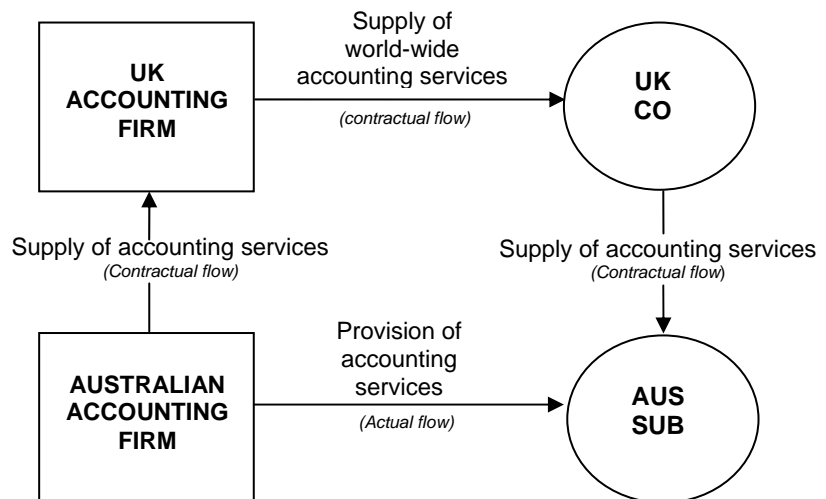 Supply of
world-wide
accounting services
(contractual flow)
UK
ACCOUNTING
FIRM
UK
CO
Supply of accounting services
(Contractual flow)
Supply of accounting services
(Contractual flow)
Provision of
accounting
services
(Actual flow)
AUSTRALIAN
ACCOUNTING
FIRM
AUS
SUB